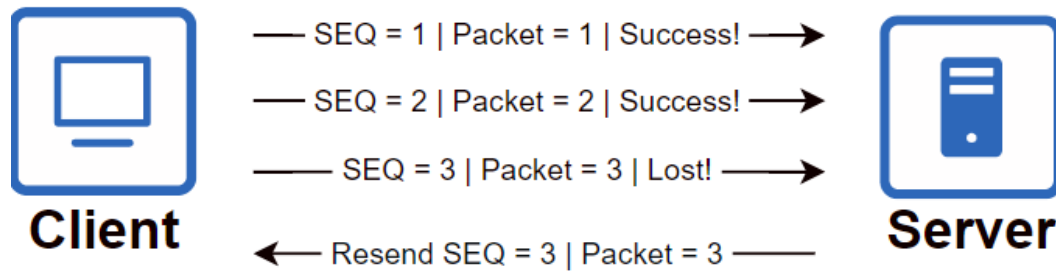 SEQ = 1 | Packet = 1 | Success!
SEQ = 2 | Packet = 2 | Success!
SEQ = 3 | Packet = 3 | Lost!
Resend SEQ = 3 | Packet = 3
Client
Server